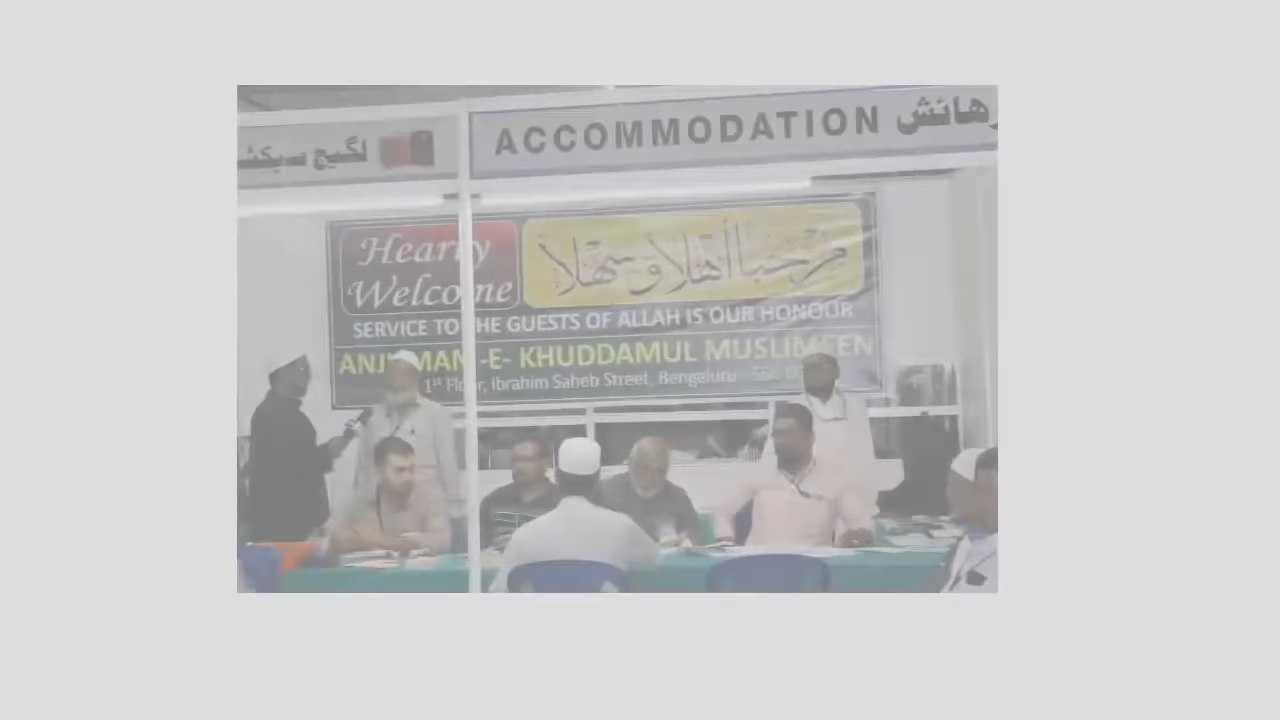 لگیج سیکشن
ACCOMMODATION رهائش
Hearty
Welcome
مرحبا أهلا و سهلا
SERVICE TO THE GUESTS OF ALLAH IS OUR HONOUR
ANJUMAN -E- KHUDDAMUL MUSLIMEEN
1st Floor, Ibrahim Saheb Street, Bengaluru